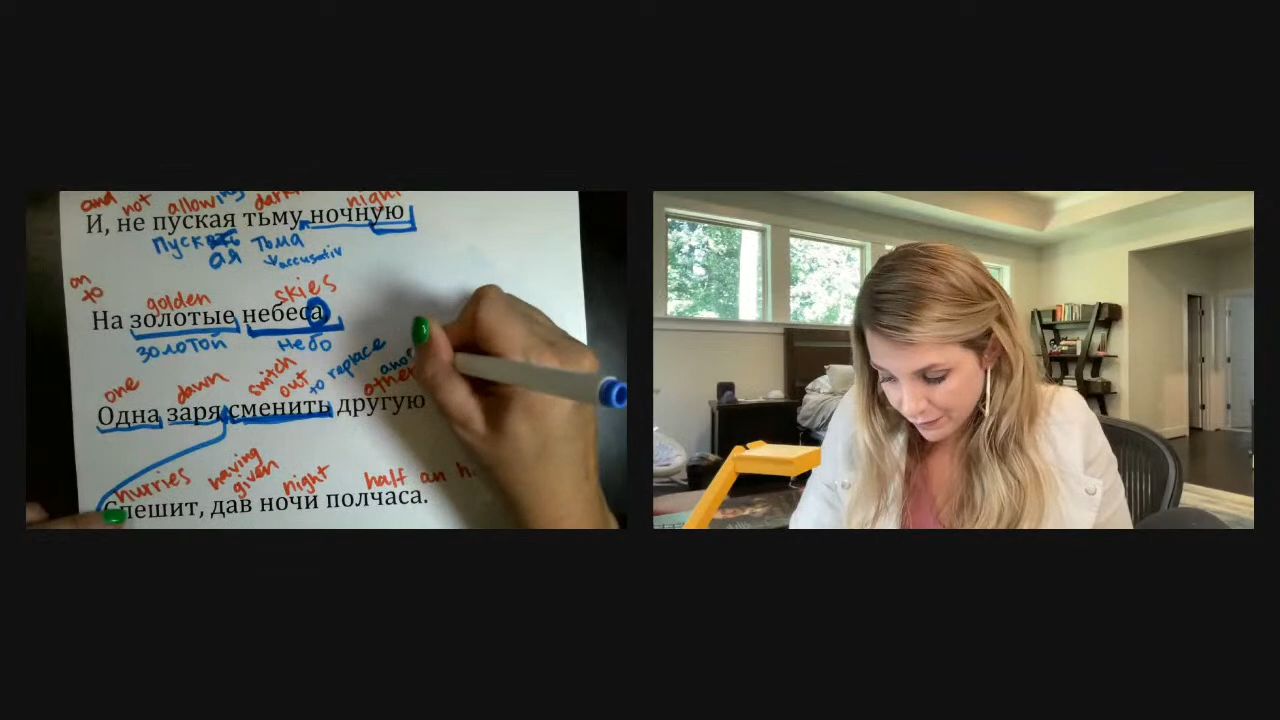 and not allowing night
И, не пуская тьму ночную
пускать тьма
ая accusativ
on
to golden skies
На золотые небеса,
золотой небо
one dawn switch out to replace
Одна заря сменить другую
hurries having given night half an h
Спешит, дав ночи полчаса.